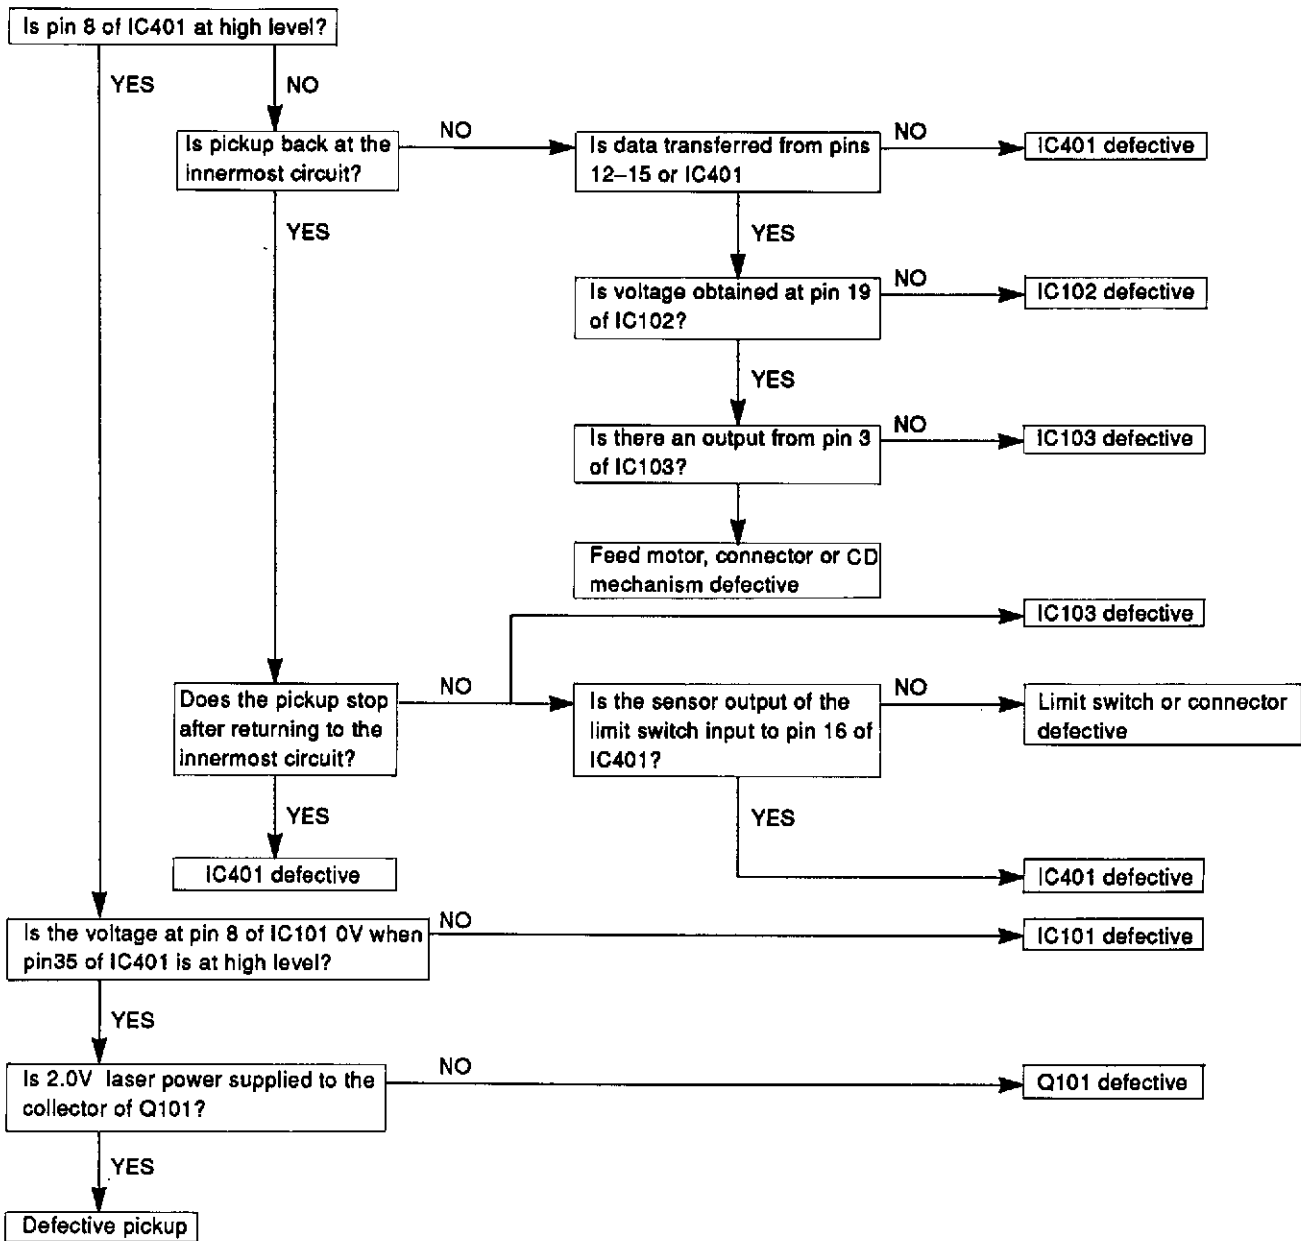 Is pin 8 of IC401 at high level?
YES
NO
Is pickup back at the
innermost circuit?
NO
Is data transferred from pins
12–15 or IC401
NO
IC401 defective
YES
YES
Is voltage obtained at pin 19
of IC102?
NO
IC102 defective
YES
Is there an output from pin 3
of IC103?
NO
IC103 defective
Feed motor, connector or CD
mechanism defective
IC103 defective
Does the pickup stop
after returning to the
innermost circuit?
NO
Is the sensor output of the
limit switch input to pin 16 of
IC401?
NO
Limit switch or connector
defective
YES
YES
IC401 defective
IC401 defective
Is the voltage at pin 8 of IC101 0V when
pin35 of IC401 is at high level?
NO
IC101 defective
YES
Is 2.0V laser power supplied to the
collector of Q101?
NO
Q101 defective
YES
Defective pickup